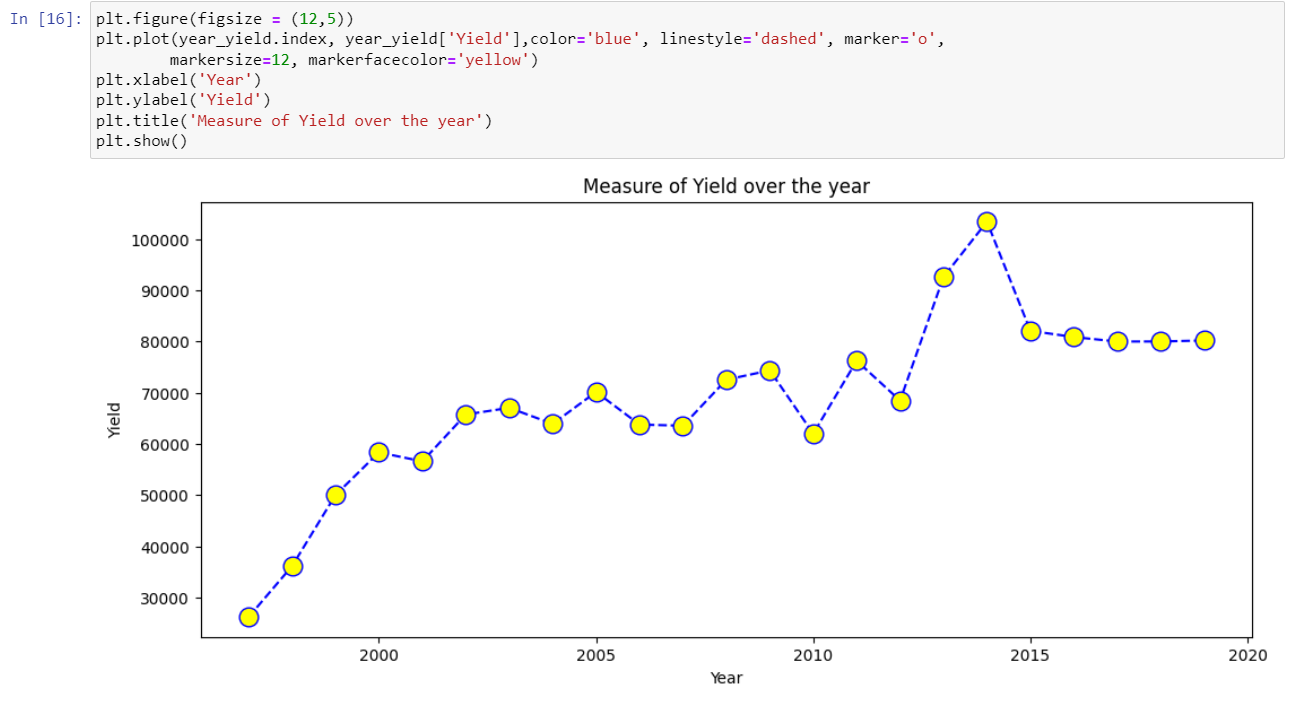 In [16]: plt.figure(figsize = (12,5))
plt.plot(year_yield.index, year_yield['Yield'],color='blue', linestyle='dashed', marker='o',
        markersize=12, markerfacecolor='yellow')
plt.xlabel('Year')
plt.ylabel('Yield')
plt.title('Measure of Yield over the year')
plt.show()
Measure of Yield over the year
100000
90000
80000
70000
60000
50000
40000
30000
Yield
2000 2005 2010 2015 2020
Year